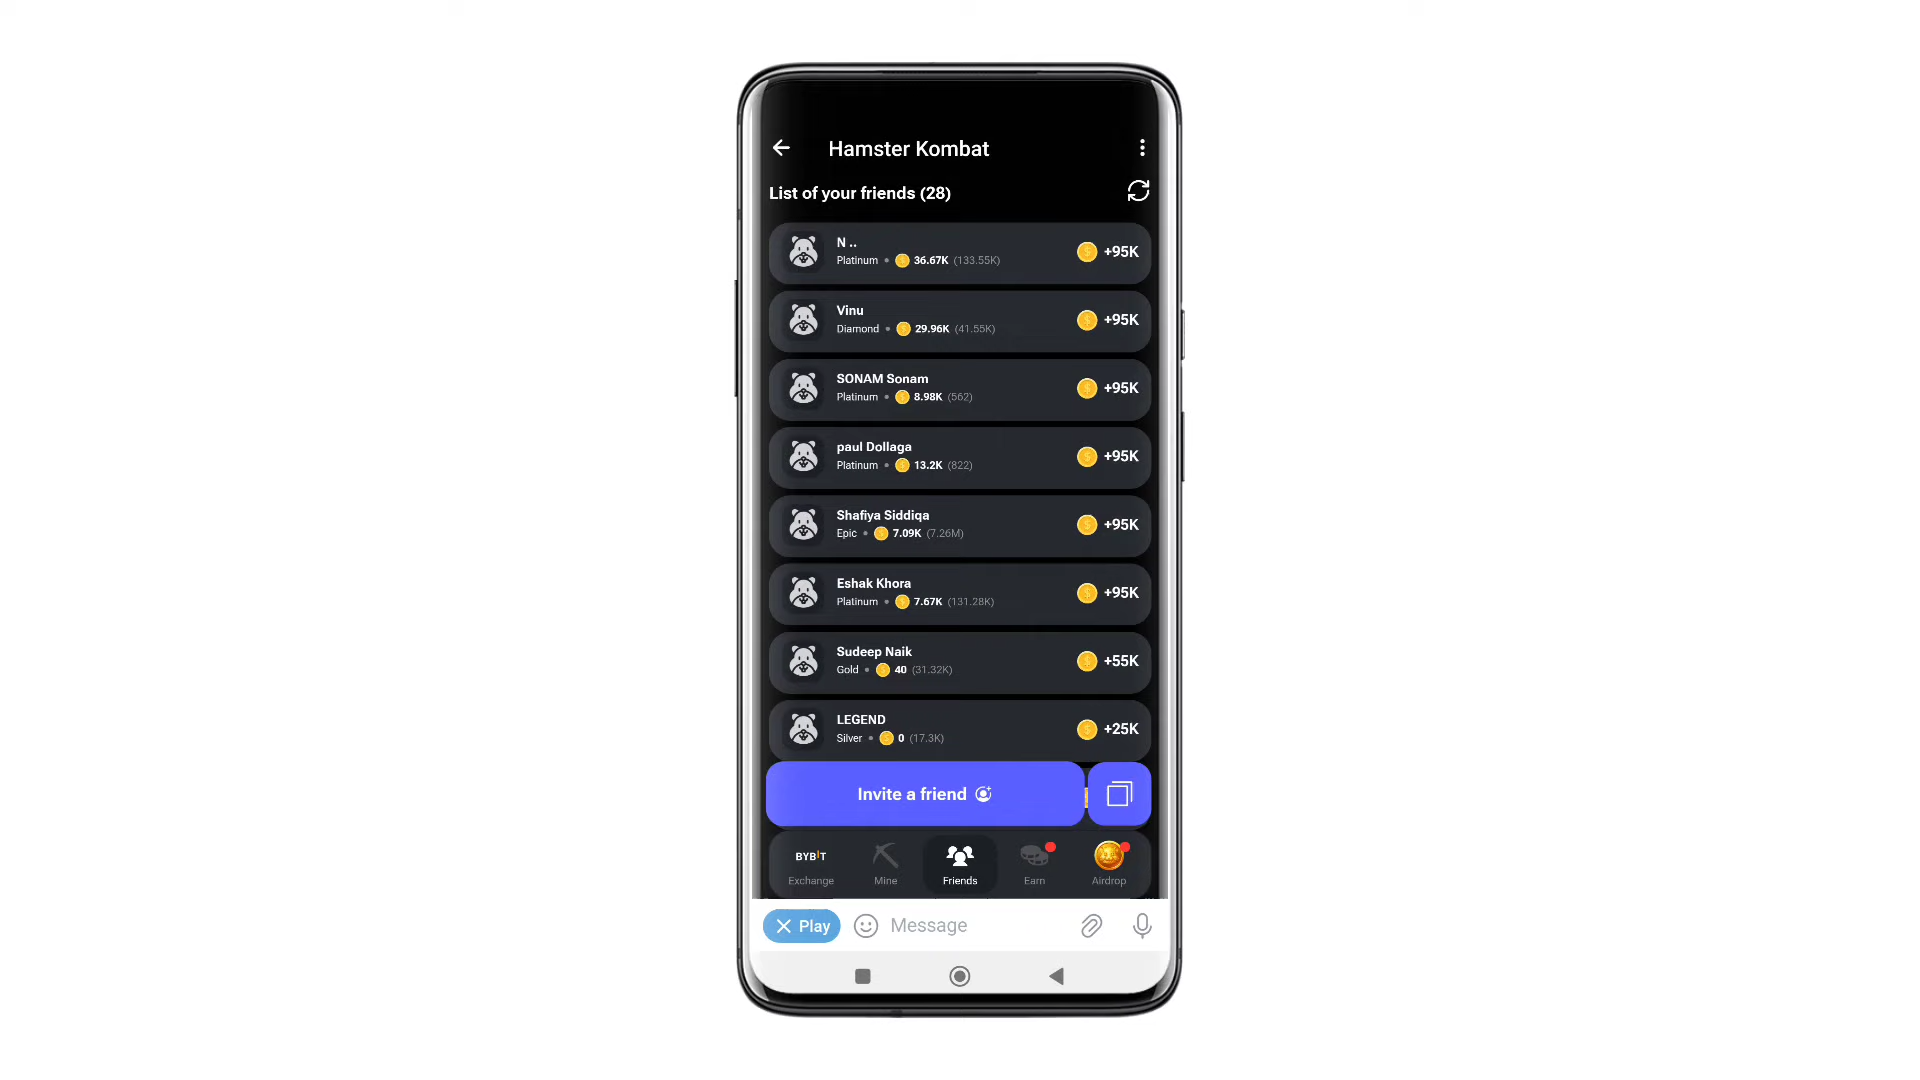 Hamster Kombat
List of your friends (28)
N ..
Platinum • 36.67K (133.55K)
+95K
Vinu
Diamond • 29.96K (41.55K)
+95K
SONAM Sonam
Platinum • 8.98K (562)
+95K
paul Dollaga
Platinum • 13.2K (822)
+95K
Shafiya Siddiqa
Epic • 7.09K (7.26M)
+95K
Eshak Khora
Platinum • 7.67K (131.28K)
+95K
Sudeep Naik
Gold • 40 (31.32K)
+55K
LEGEND
Silver • 0 (17.3K)
+25K
Invite a friend
BYBIT
Exchange
Mine
Friends
Earn
Airdrop
Play
Message